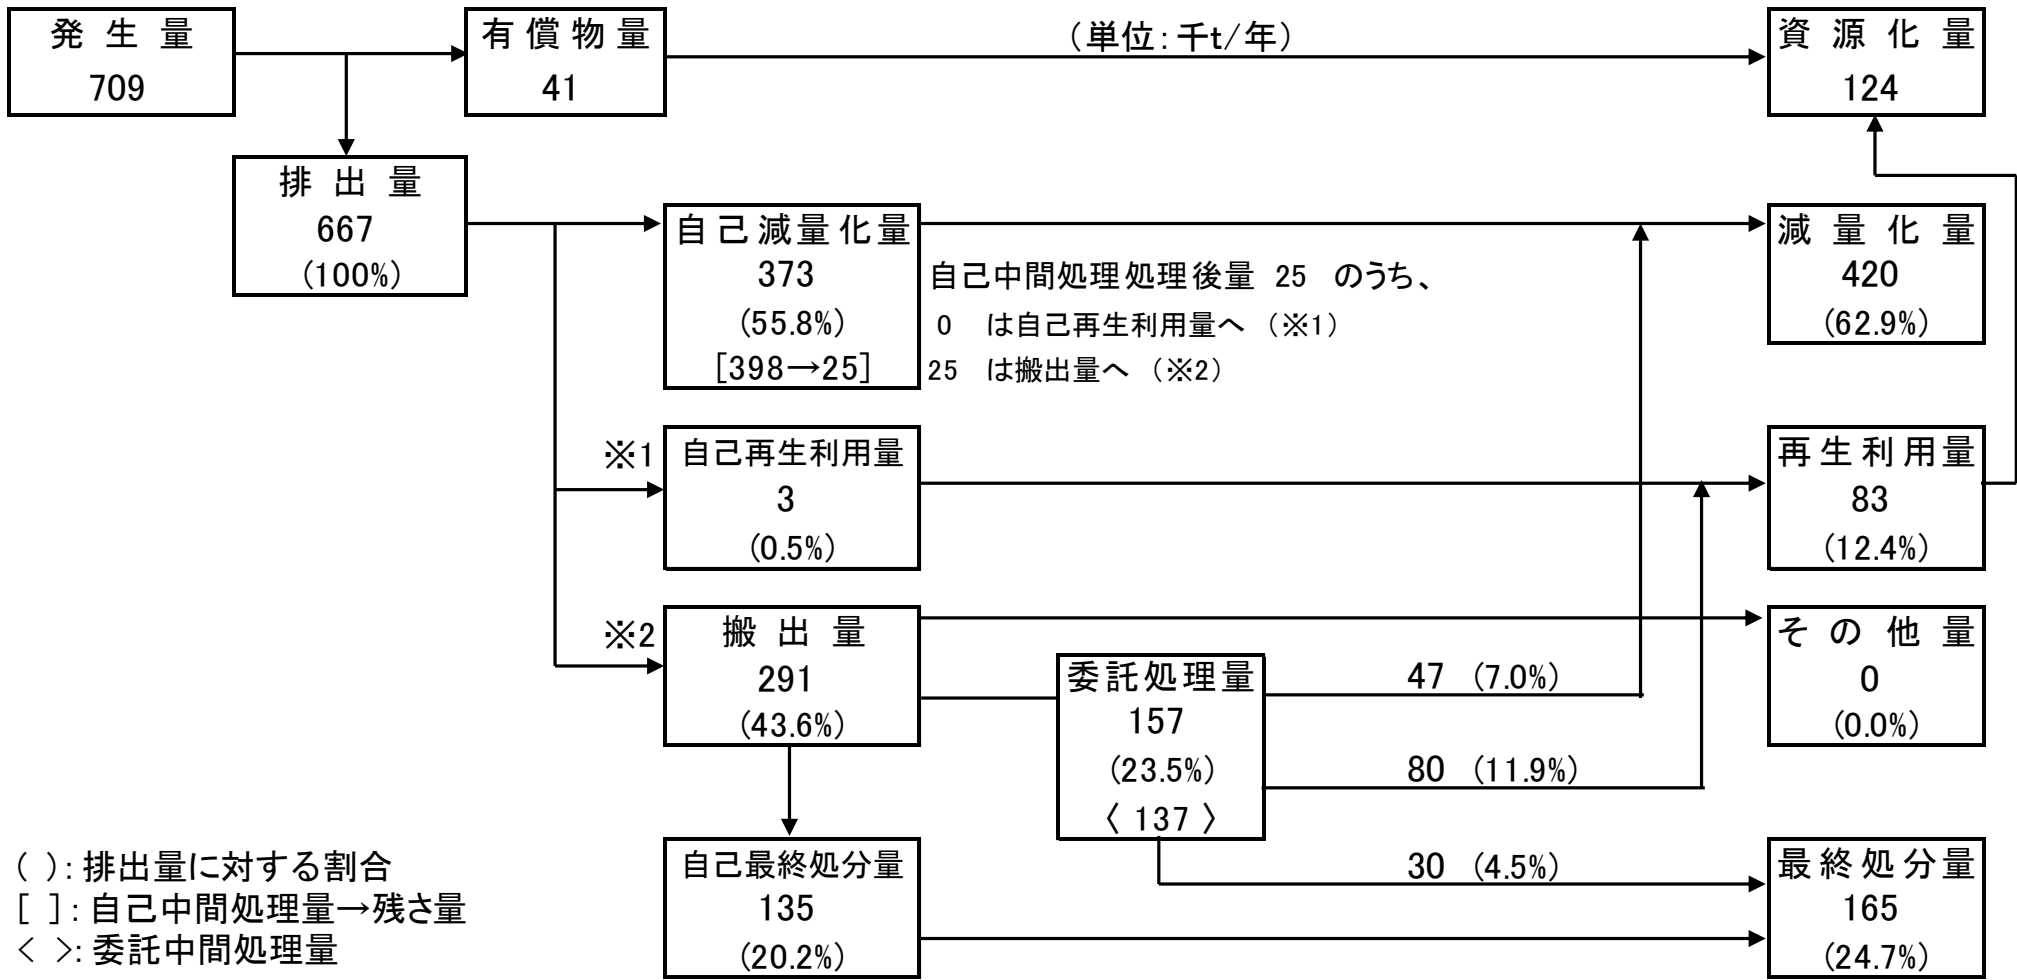 発生量
709
有償物量
41
(単位:千t/年)
資源化量
124
排出量
667
(100%)
自己減量化量
373
(55.8%)
[398→25]
自己中間処理処理後量 25 のうち、
0 は自己再生利用量へ (※1)
25 は搬出量へ (※2)
減量化量
420
(62.9%)
※1
自己再生利用量
3
(0.5%)
再生利用量
83
(12.4%)
※2
搬出量
291
(43.6%)
その他量
0
(0.0%)
委託処理量
157
(23.5%)
〈 137 〉
47 (7.0%)
80 (11.9%)
30 (4.5%)
自己最終処分量
135
(20.2%)
最終処分量
165
(24.7%)
( ):排出量に対する割合
[ ]:自己中間処理量→残さ量
< >:委託中間処理量